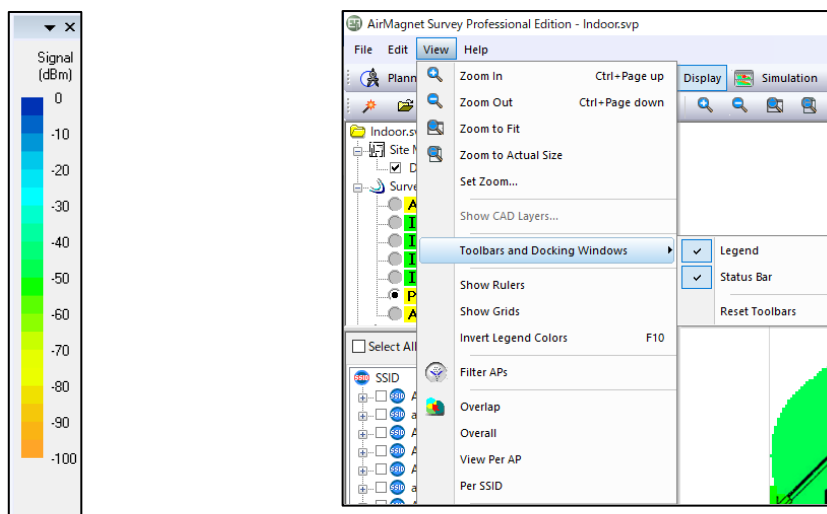 Signal
(dBm)
0
-10
-20
-30
-40
-50
-60
-70
-80
-90
-100
AirMagnet Survey Professional Edition - Indoor.svp
File Edit View Help
Display Simulation
Zoom In Ctrl+Page up
Zoom Out Ctrl+Page down
Zoom to Fit
Zoom to Actual Size
Set Zoom...
Show CAD Layers...
Toolbars and Docking Windows
Legend
Status Bar
Reset Toolbars
Show Rulers
Show Grids
Invert Legend Colors F10
Filter APs
Overlap
Overall
View Per AP
Per SSID
Select All
SSID